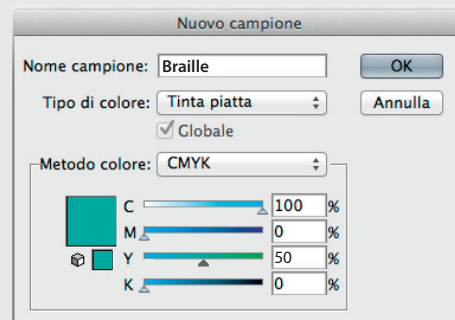 Nuovo campione
Nome campione: Braille OK
Tipo di colore: Tinta piatta Annulla
Globale
Metodo colore: CMYK
C 100 %
M 0 %
Y 50 %
K 0 %